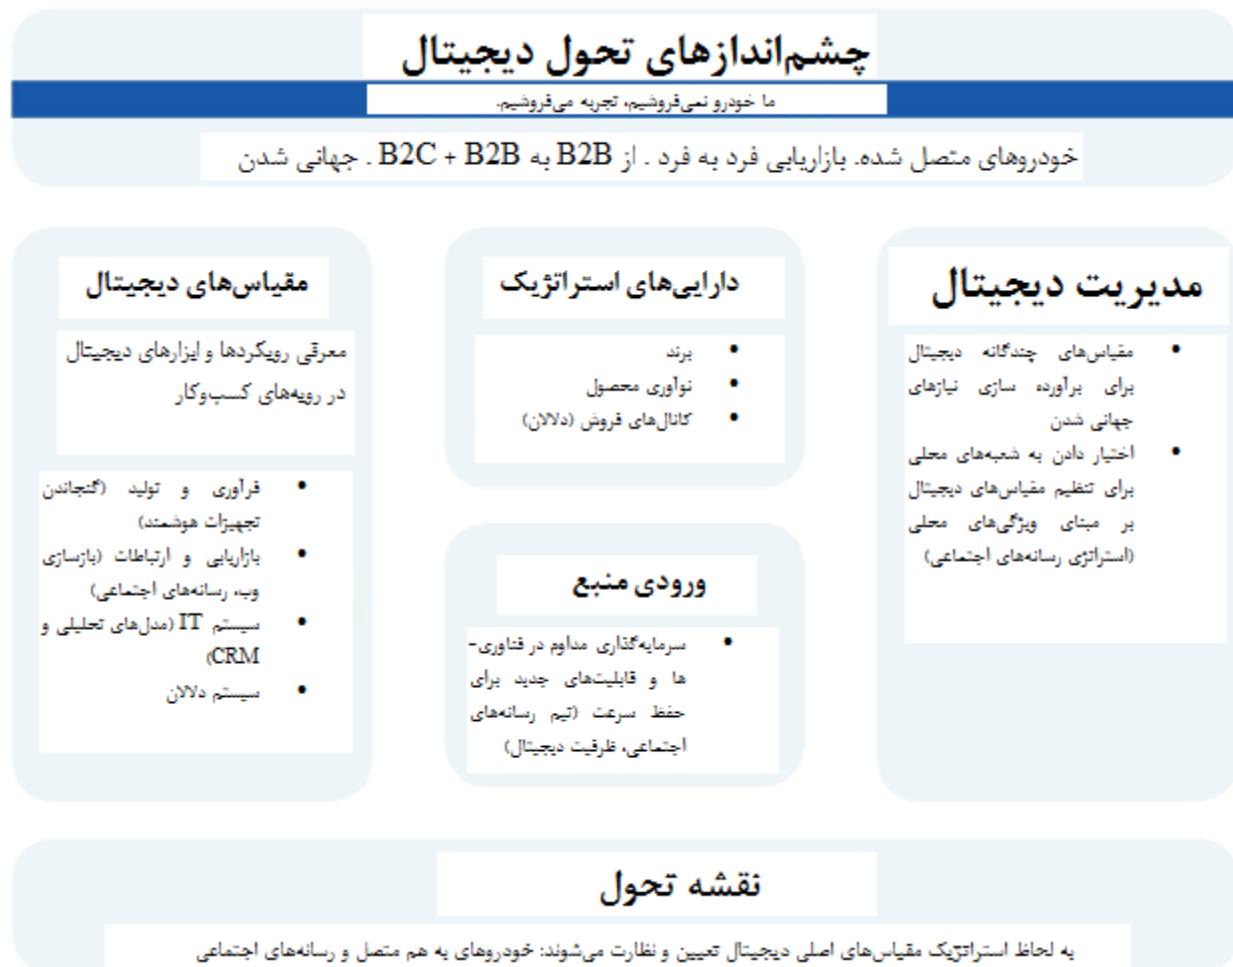 چشم‌اندازهای تحول دیجیتال
ما خودرو نمی‌فروشیم، تجربه می‌فروشیم.
خودروهای متصل شده. بازاریابی فرد به فرد . از B2B به B2C + B2B . جهانی شدن
مدیریت دیجیتال
• مقیاس‌های چندگانه دیجیتال
برای برآورده سازی نیازهای
جهانی شدن
• اختیار دادن به شعبه‌های محلی
برای تنظیم مقیاس‌های دیجیتال
بر مبنای ویژگی‌های محلی
(استراتژی رسانه‌های اجتماعی)
دارایی‌های استراتژیک
• برند
• نوآوری محصول
• کانال‌های فروش (دلالان)
ورودی منبع
• سرمایه‌گذاری مداوم در فناوری-
ها و قابلیت‌های جدید برای
حفظ سرعت (تیم رسانه‌های
اجتماعی، ظرفیت دیجیتال)
مقیاس‌های دیجیتال
معرفی رویکردها و ابزارهای دیجیتال
در رویه‌های کسب‌وکار
• فرآوری و تولید (گنجاندن
تجهیزات هوشمند)
• بازاریابی و ارتباطات (بازسازی
وب، رسانه‌های اجتماعی)
• سیستم IT (مدل‌های تحلیلی و
CRM)
• سیستم دلالان
نقشه تحول
به لحاظ استراتژیک مقیاس‌های اصلی دیجیتال تعیین و نظارت می‌شوند: خودروهای به هم متصل و رسانه‌های اجتماعی